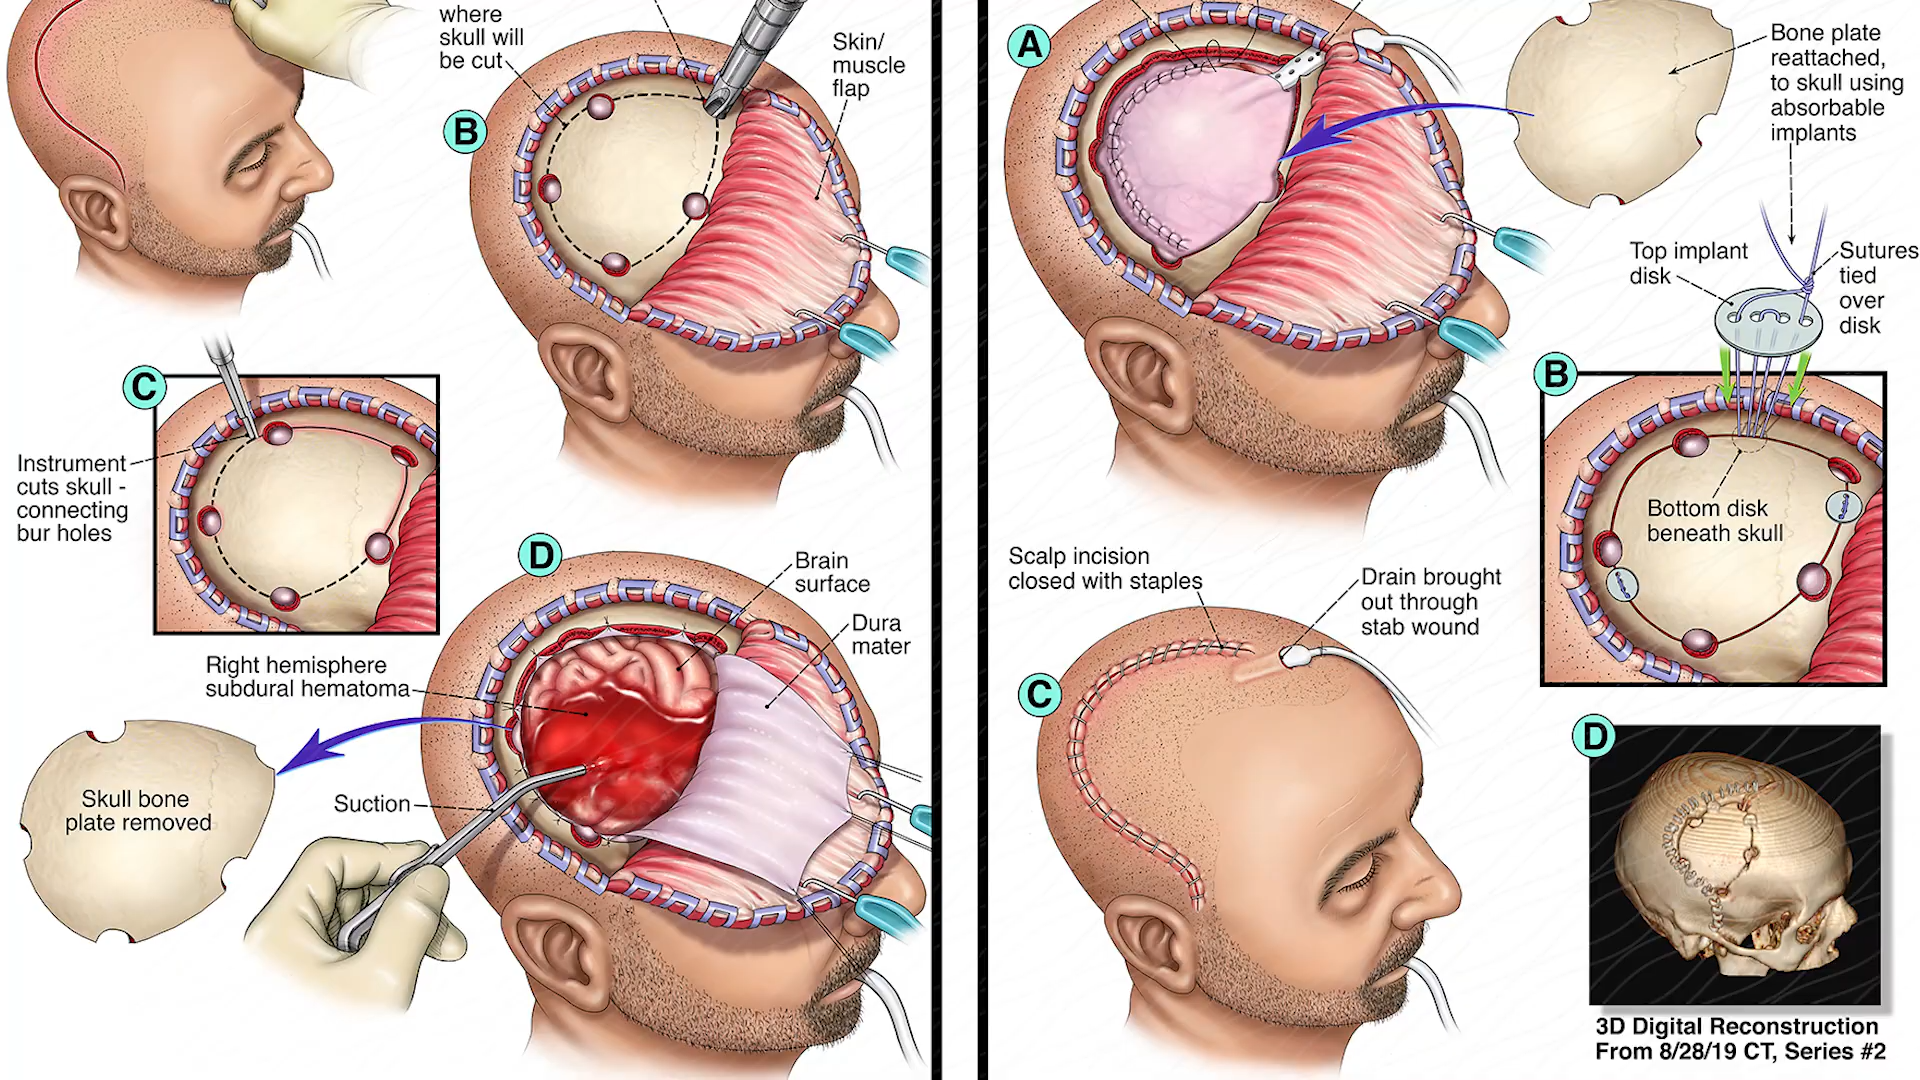 where
skull will
be cut
Skin/
muscle
flap
B
C
Instrument
cuts skull -
connecting
bur holes
D
Brain
surface
Dura
mater
Right hemisphere
subdural hematoma
Suction
Skull bone
plate removed
A
Bone plate
reattached,
to skull using
absorbable
implants
Top implant
disk
Sutures
tied
over
disk
B
Bottom disk
beneath skull
Scalp incision
closed with staples
Drain brought
out through
stab wound
C
D
3D Digital Reconstruction
From 8/28/19 CT, Series #2